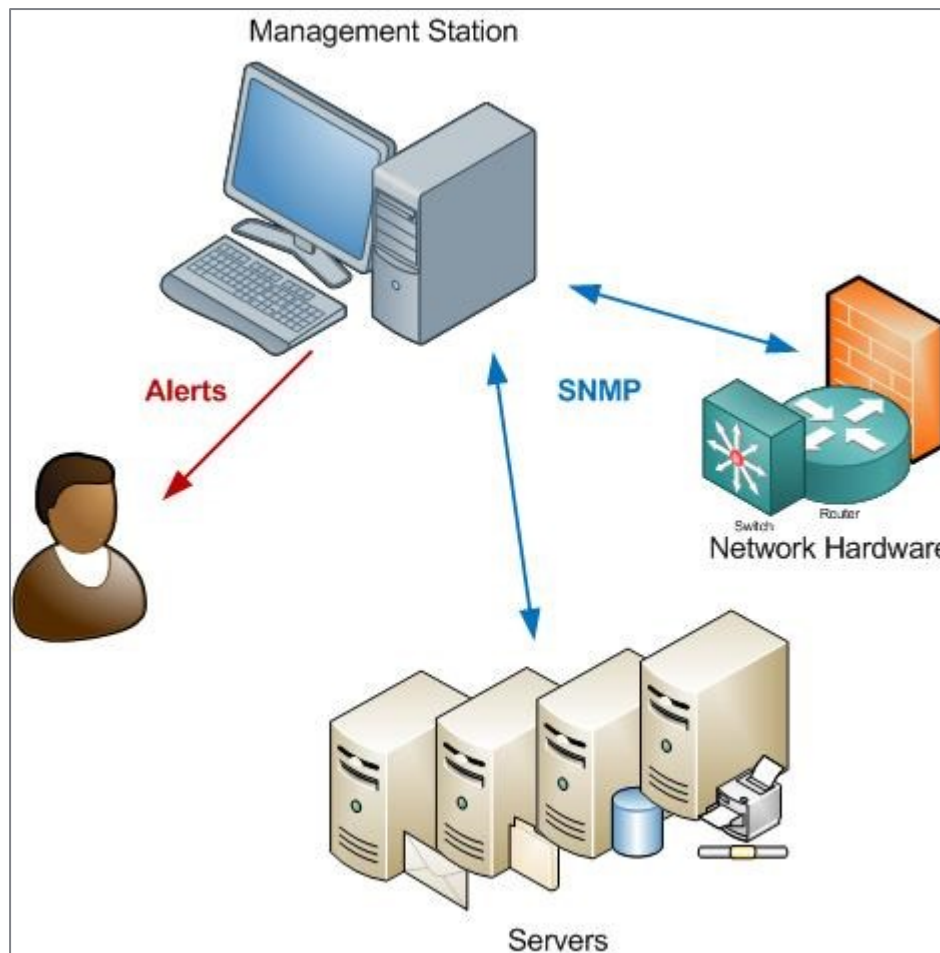 Management Station
Alerts
SNMP
Switch
Router
Network Hardware
Servers